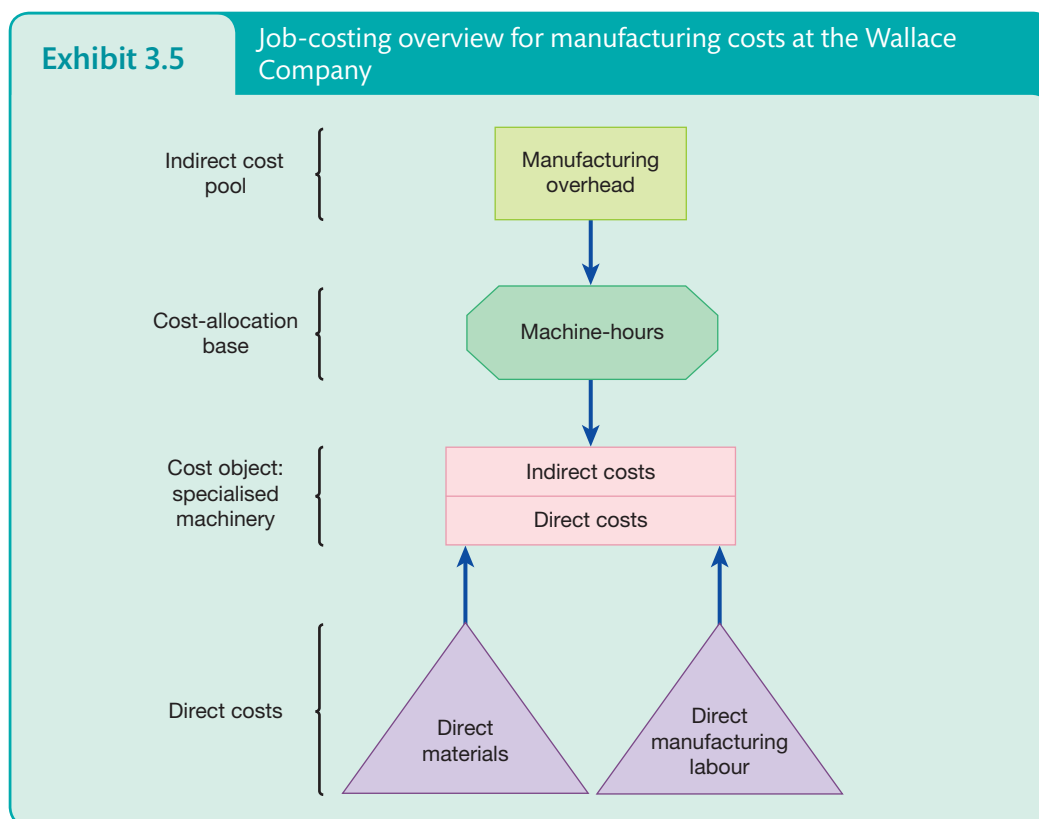 Exhibit 3.5
Job-costing overview for manufacturing costs at the Wallace
Company
Indirect cost
pool
Manufacturing
overhead
Cost-allocation
base
Machine-hours
Cost object:
specialised
machinery
Indirect costs
Direct costs
Direct costs
Direct
materials
Direct
manufacturing
labour